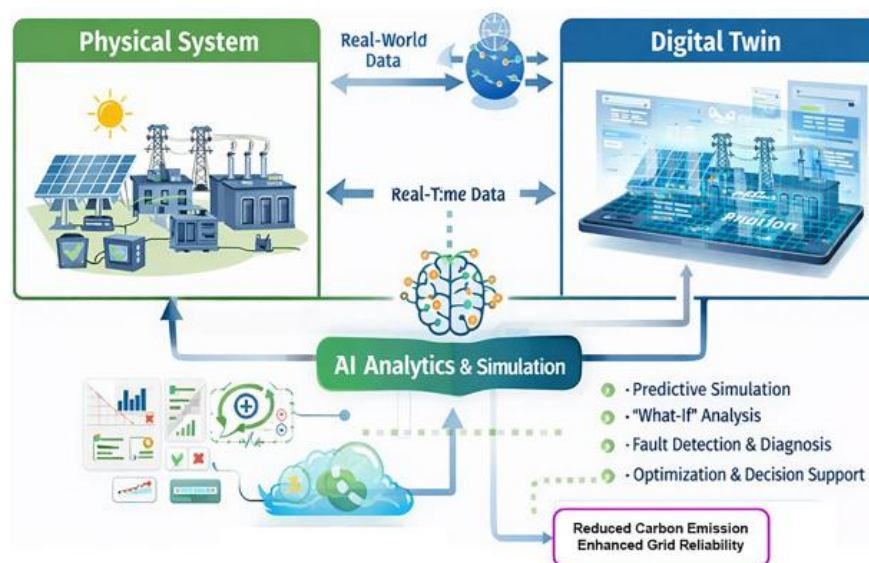 Physical System
Real-World
Data
Digital Twin
Real-T:me Data
AI Analytics & Simulation
· Predictive Simulation
· "What-If" Analysis
· Fault Detection & Diagnosis
· Optimization & Decision Support
Reduced Carbon Emission
Enhanced Grid Reliability